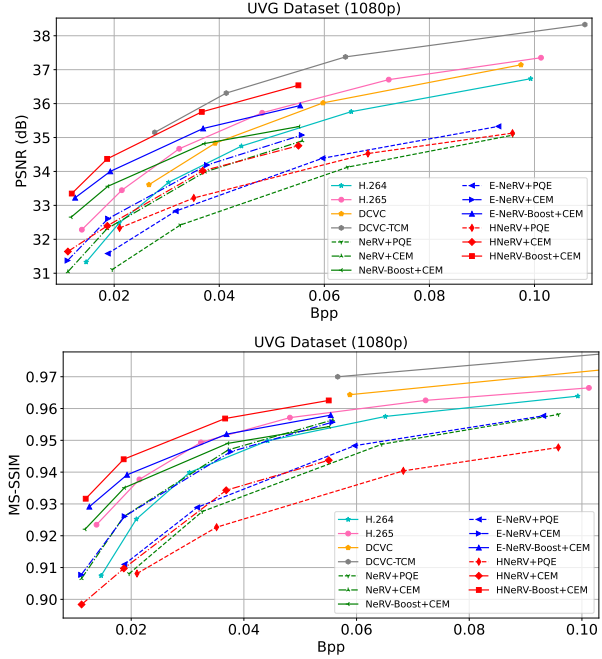 UVG Dataset (1080p)
38
37
36
35
34
33
32
31
PSNR (dB)
H.264
H.265
DCVC
DCVC-TCM
NeRV+PQE
NeRV+CEM
NeRV-Boost+CEM
E-NeRV+PQE
E-NeRV+CEM
E-NeRV-Boost+CEM
HNeRV+PQE
HNeRV+CEM
HNeRV-Boost+CEM
0.02 0.04 0.06 0.08 0.10
Bpp
UVG Dataset (1080p)
0.97
0.96
0.95
0.94
0.93
0.92
0.91
0.90
MS-SSIM
H.264
H.265
DCVC
DCVC-TCM
NeRV+PQE
NeRV+CEM
NeRV-Boost+CEM
E-NeRV+PQE
E-NeRV+CEM
E-NeRV-Boost+CEM
HNeRV+PQE
HNeRV+CEM
HNeRV-Boost+CEM
0.02 0.04 0.06 0.08 0.10
Bpp